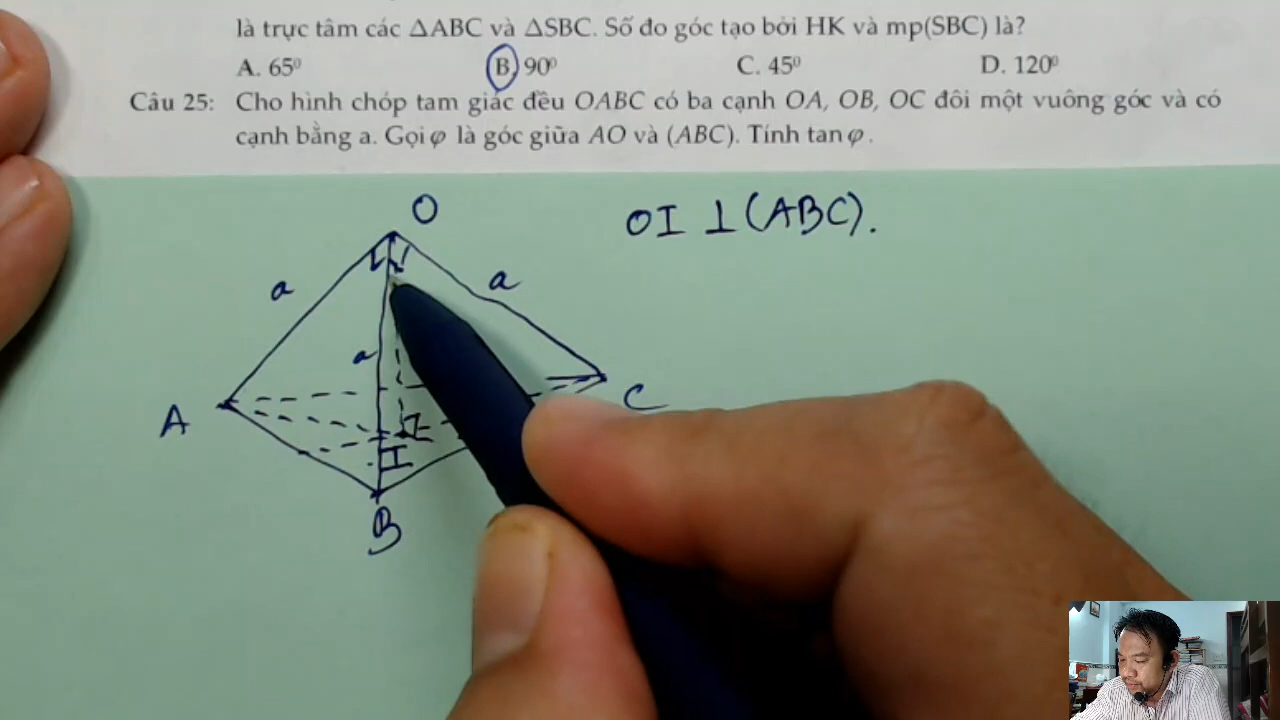 là trực tâm các ΔABC và ΔSBC. Số đo góc tạo bởi HK và mp(SBC) là?
A. 65⁰ B. 90⁰ C. 45⁰ D. 120⁰
Câu 25: Cho hình chóp tam giác đều OABC có ba cạnh OA, OB, OC đôi một vuông góc và có
cạnh bằng a. Gọi φ là góc giữa AO và (ABC). Tính tan φ.
O
OI ⊥ (ABC).
a
a
a
A
C
I
B